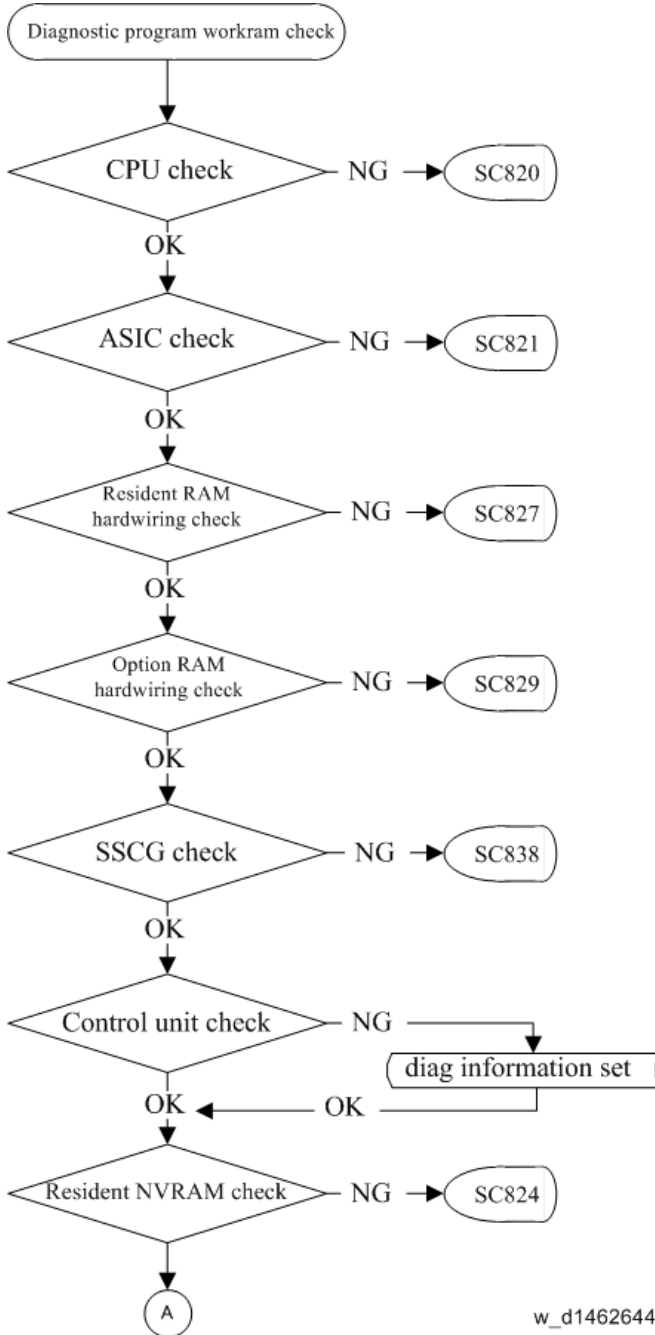 Diagnostic program workram check
CPU check
NG
SC820
OK
ASIC check
NG
SC821
OK
Resident RAM
hardwiring check
NG
SC827
OK
Option RAM
hardwiring check
NG
SC829
OK
SSCG check
NG
SC838
OK
Control unit check
NG
diag information set
OK
OK
Resident NVRAM check
NG
SC824
A
w_d1462644